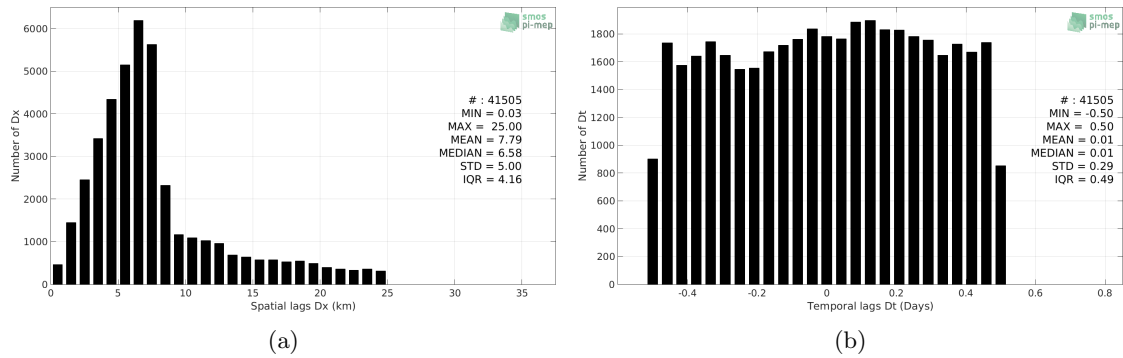 smos
pi-mep
6000
5000
4000
3000
2000
1000
0
Number of Dx
# : 41505
MIN = 0.03
MAX = 25.00
MEAN = 7.79
MEDIAN = 6.58
STD = 5.00
IQR = 4.16
0 5 10 15 20 25 30 35
Spatial lags Dx (km)
(a)
smos
pi-mep
1800
1600
1400
1200
1000
800
600
400
200
0
Number of Dt
# : 41505
MIN = -0.50
MAX = 0.50
MEAN = 0.01
MEDIAN = 0.01
STD = 0.29
IQR = 0.49
-0.4 -0.2 0 0.2 0.4 0.6 0.8
Temporal lags Dt (Days)
(b)